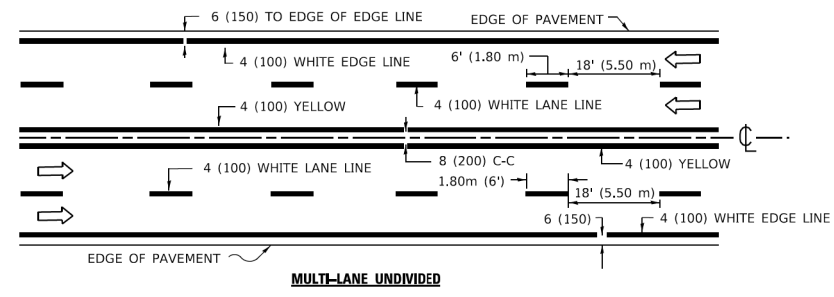 6 (150) TO EDGE OF EDGE LINE
EDGE OF PAVEMENT
4 (100) WHITE EDGE LINE
6' (1.80 m)
18' (5.50 m)
4 (100) YELLOW
4 (100) WHITE LANE LINE
℄
4 (100) WHITE LANE LINE
8 (200) C-C
4 (100) YELLOW
1.80m (6')
18' (5.50 m)
6 (150)
4 (100) WHITE EDGE LINE
EDGE OF PAVEMENT
MULTI-LANE UNDIVIDED